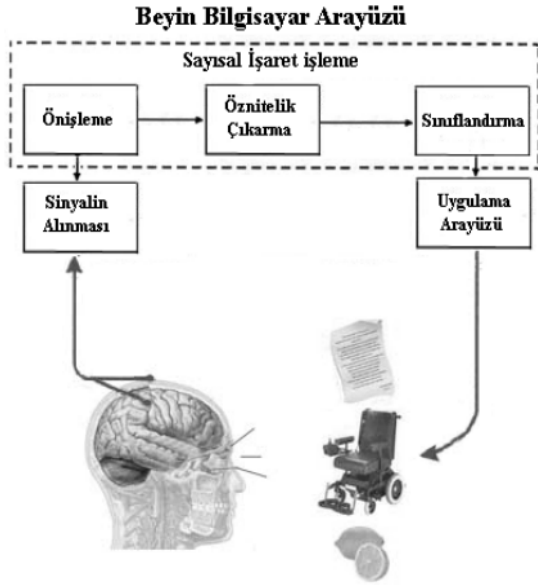 Beyin Bilgisayar Arayüzü
Sayısal İşaret işleme
Önişleme
Öznitelik
Çıkarma
Sınıflandırma
Sinyalin
Alınması
Uygulama
Arayüzü